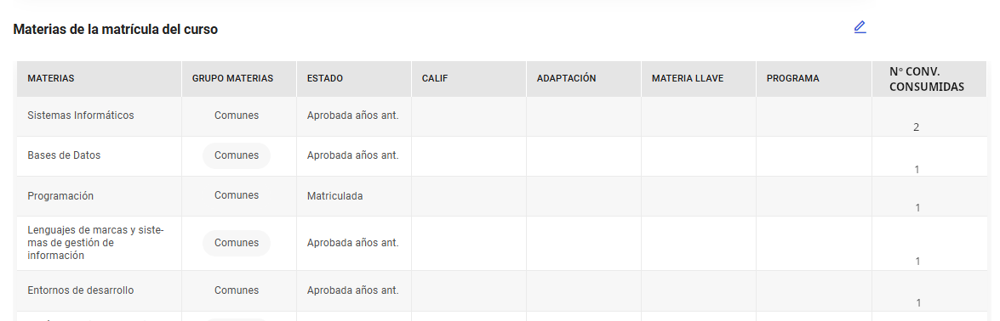 Materias de la matrícula del curso
MATERIAS GRUPO MATERIAS ESTADO CALIF ADAPTACIÓN MATERIA LLAVE PROGRAMA Nº CONV.
CONSUMIDAS
Sistemas Informáticos Comunes Aprobada años ant. 2
Bases de Datos Comunes Aprobada años ant. 1
Programación Comunes Matriculada 1
Lenguajes de marcas y siste-
mas de gestión de
información Comunes Aprobada años ant. 1
Entornos de desarrollo Comunes Aprobada años ant. 1